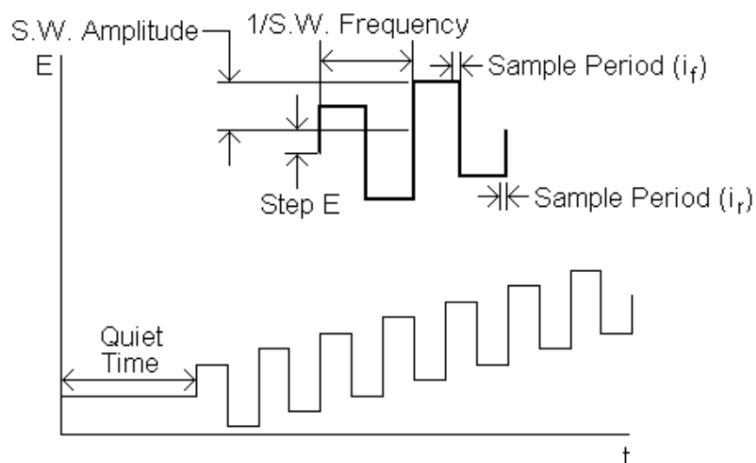 S.W. Amplitude
1/S.W. Frequency
E
Sample Period (if)
Step E
Sample Period (ir)
Quiet
Time
t